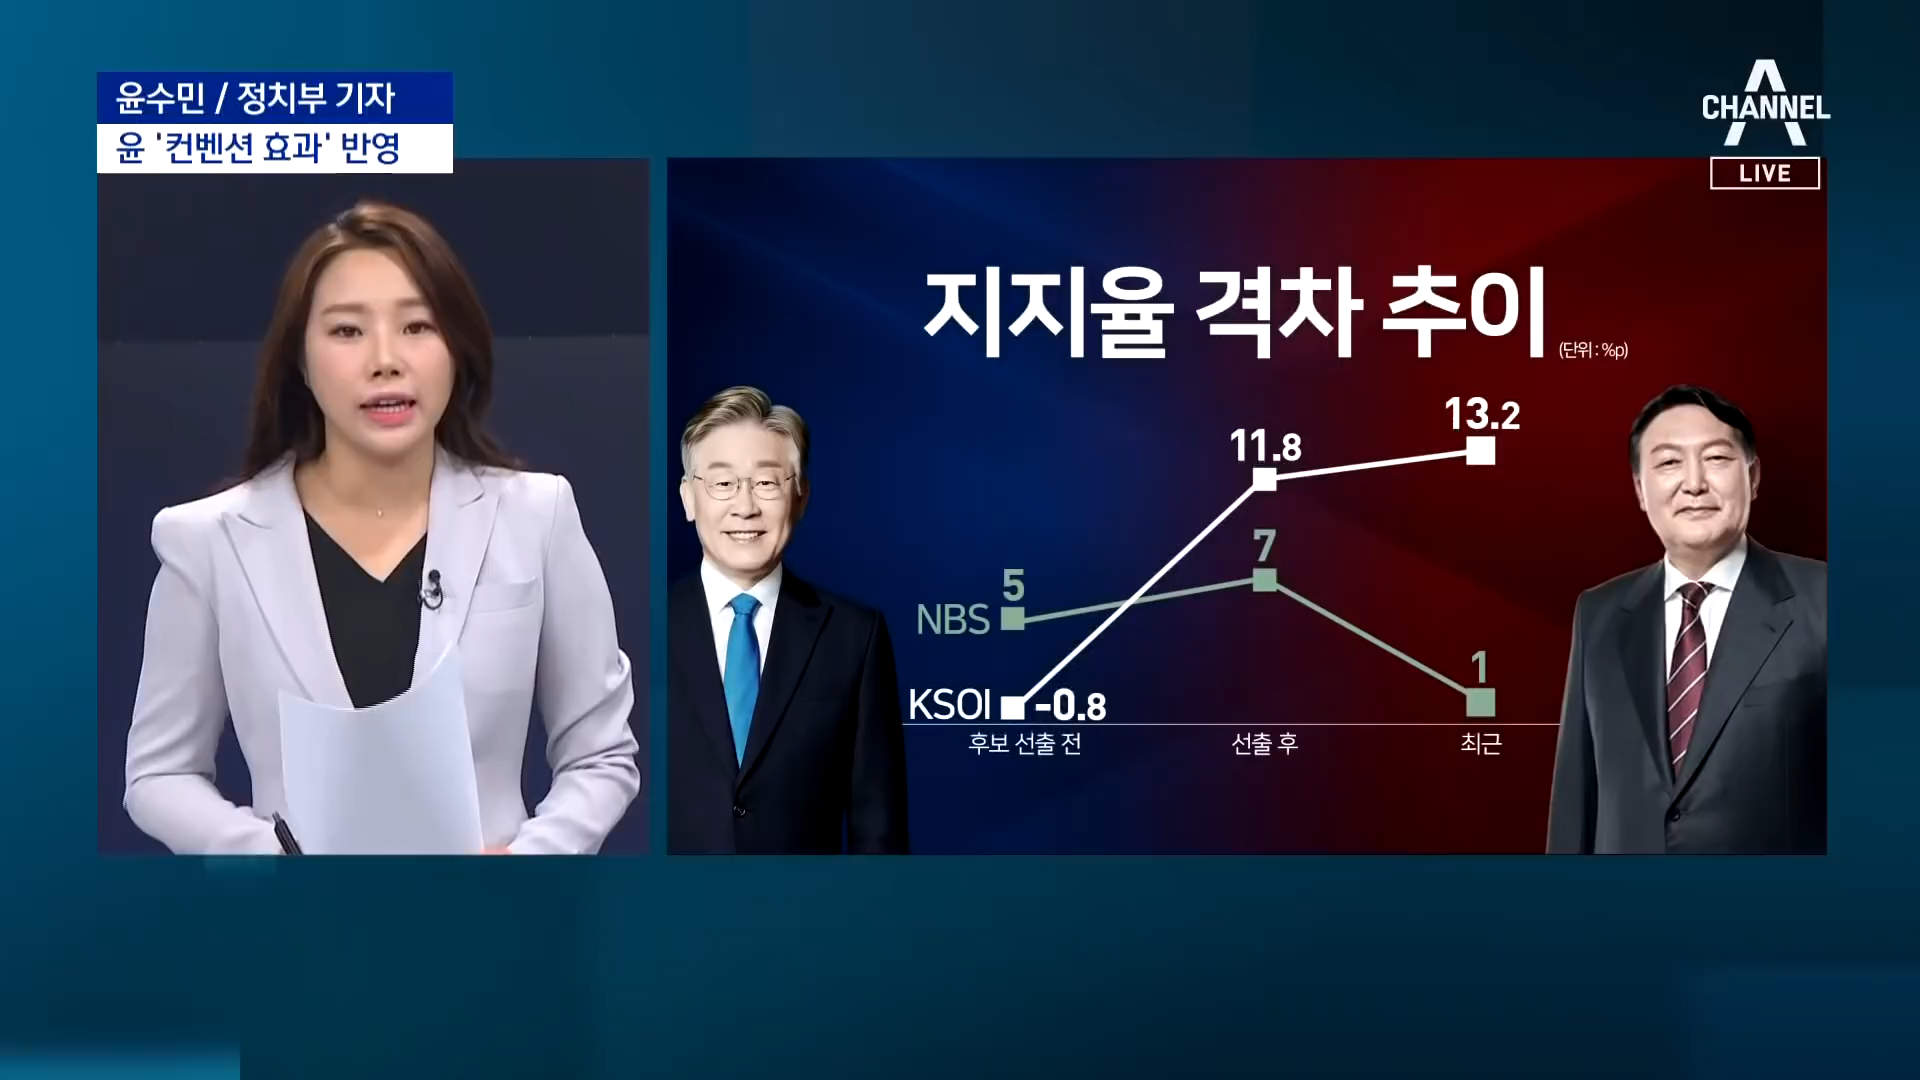 윤수민 / 정치부 기자
윤 '컨벤션 효과' 반영
CHANNEL A
LIVE
지지율 격차 추이
(단위 : %p)
13.2
11.8
7
5
NBS
1
KSOI
-0.8
후보 선출 전
선출 후
최근